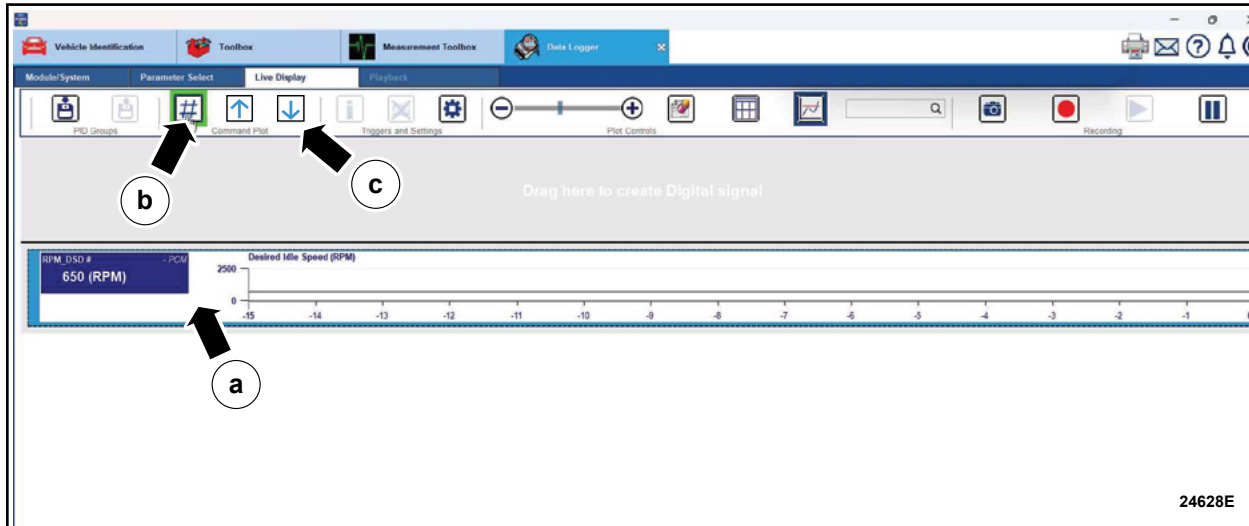 Vehicle Identification
Toolbox
Measurement Toolbox
Data Logger
Module/System
Parameter Select
Live Display
Playback
#
PID Groups
Command Plot
Triggers and Settings
Plot Controls
Recording
b
c
Drag here to create Digital signal
RPM_DSD #
- PCM
650 (RPM)
Desired Idle Speed (RPM)
2500
0
-15 -14 -13 -12 -11 -10 -9 -8 -7 -6 -5 -4 -3 -2 -1
a
24628E